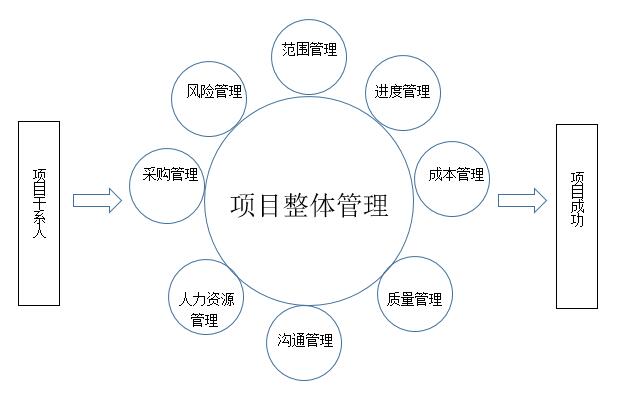 范围管理
风险管理
进度管理
项目干系人
采购管理
成本管理
项目成功
项目整体管理
人力资源
管理
质量管理
沟通管理